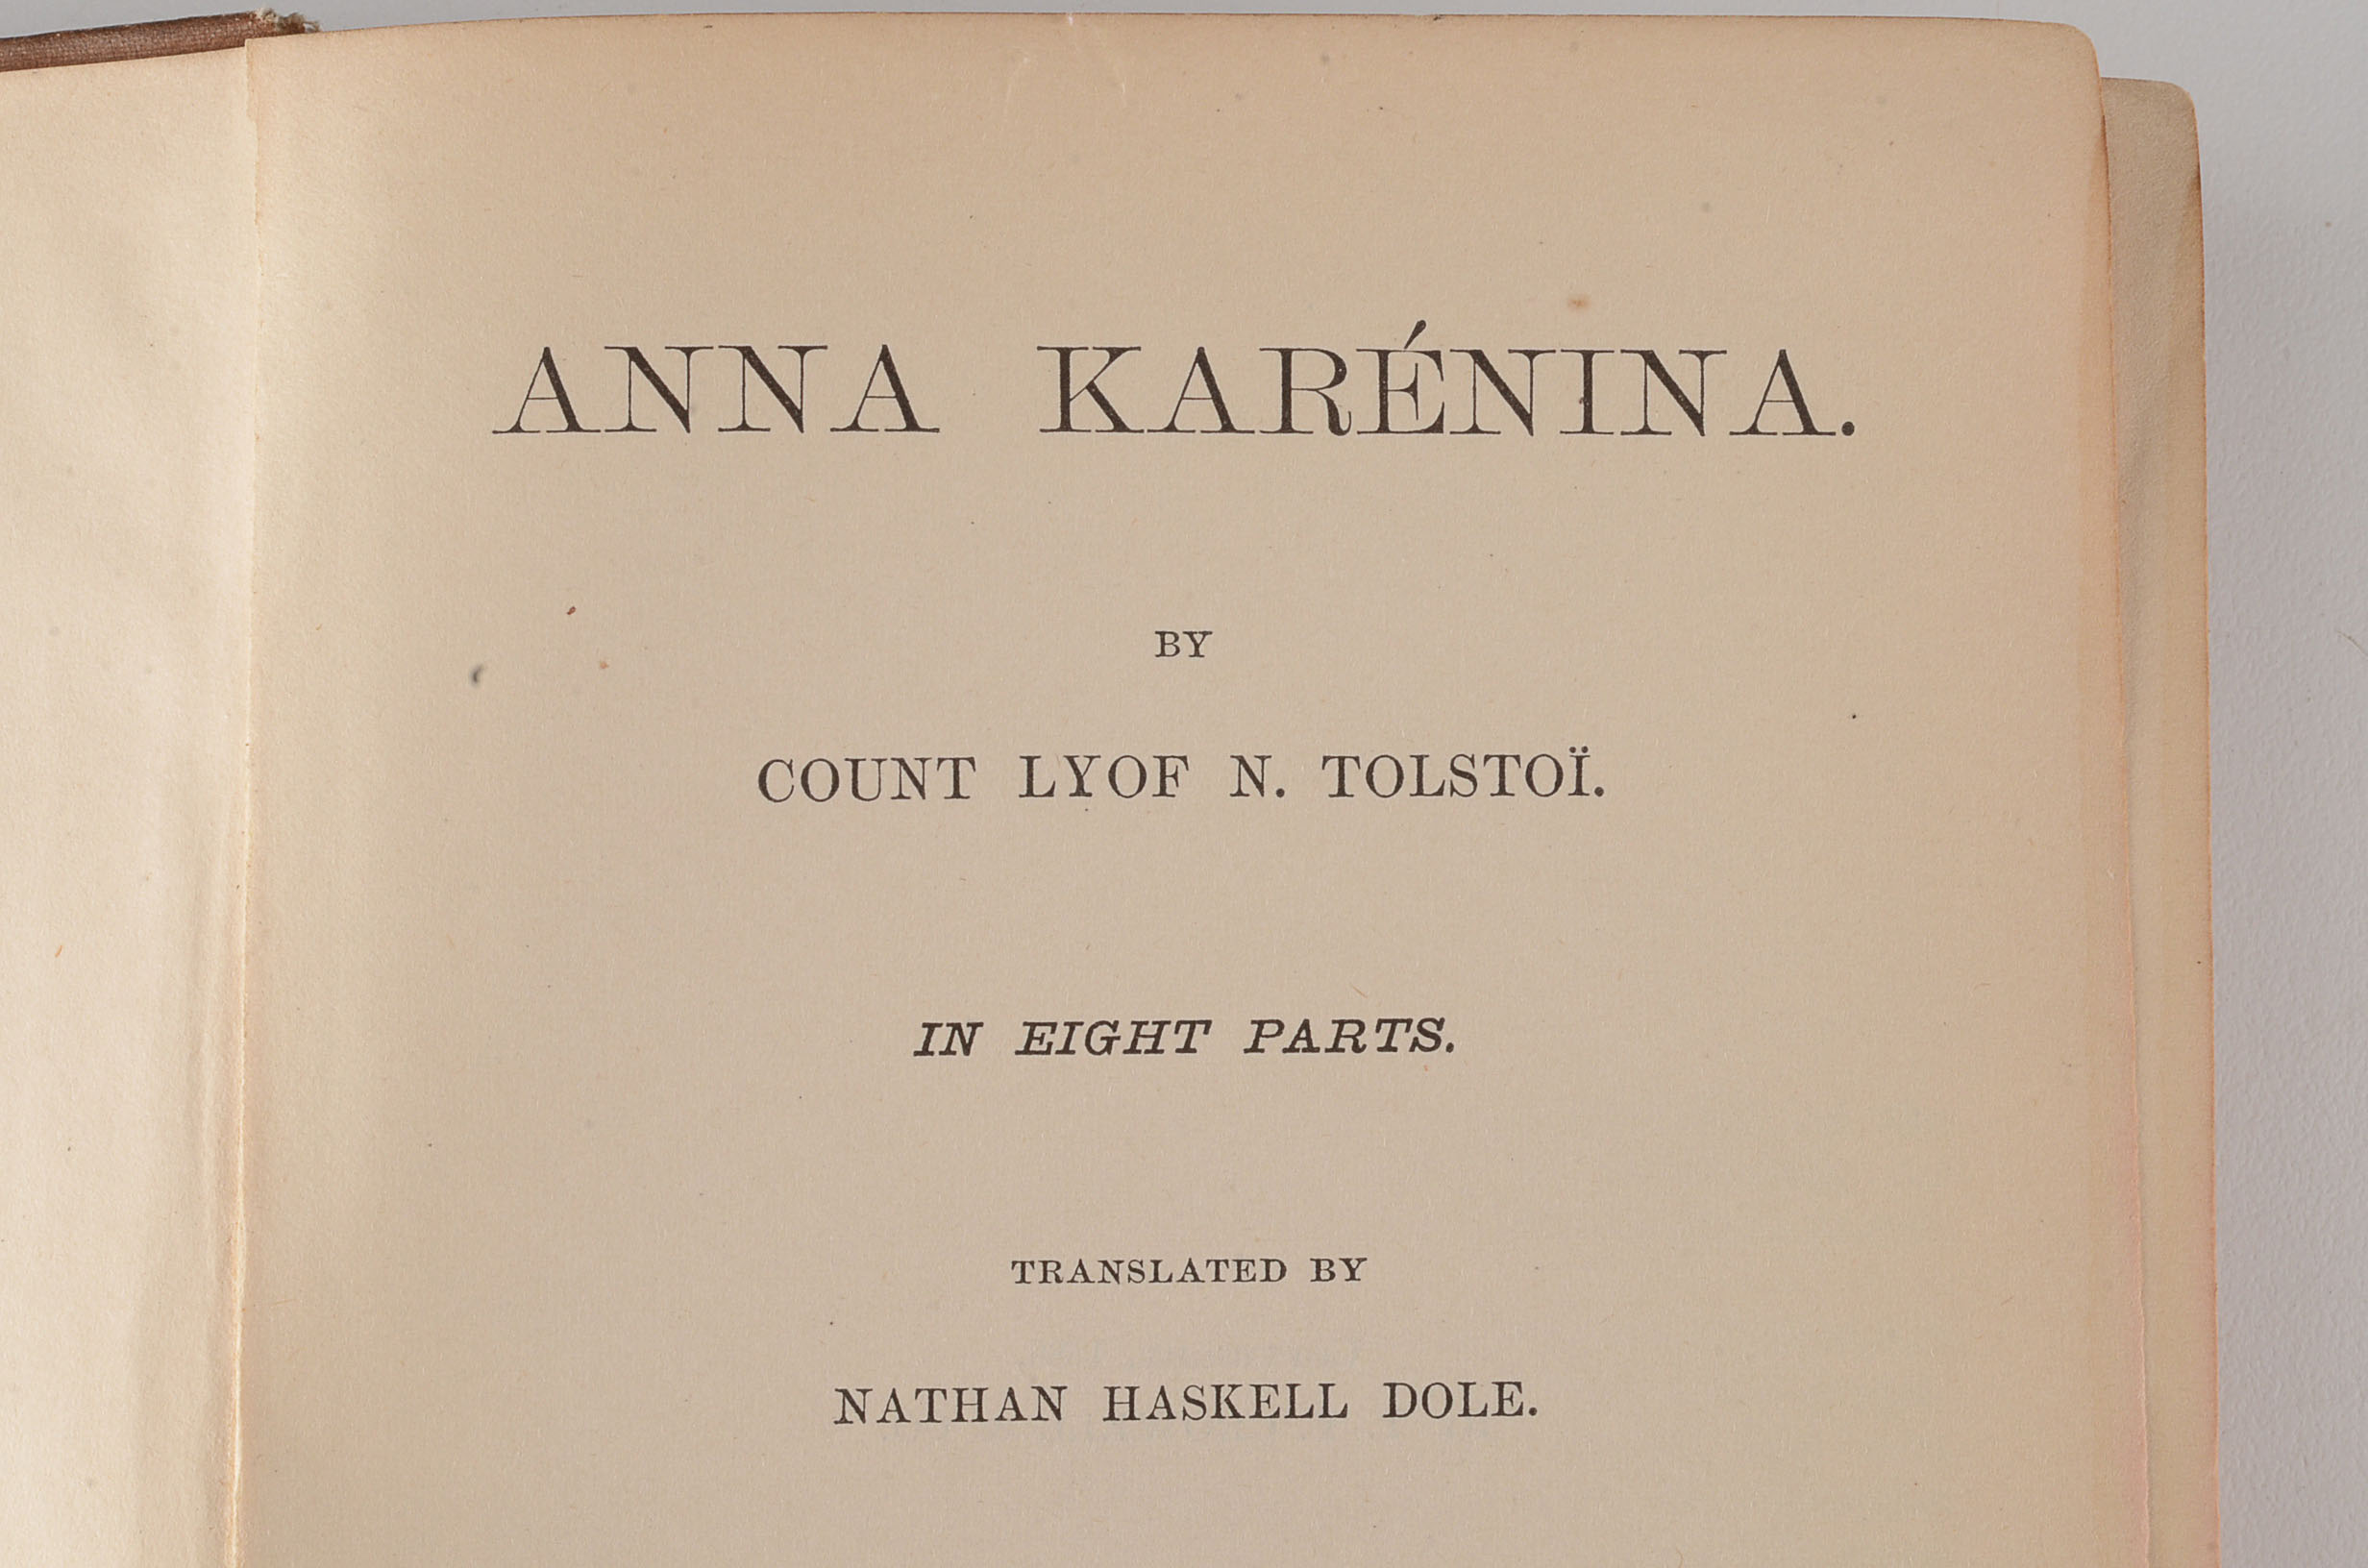 ANNA KARÉNINA.
BY
COUNT LYOF N. TOLSTOÏ.
IN EIGHT PARTS.
TRANSLATED BY
NATHAN HASKELL DOLE.